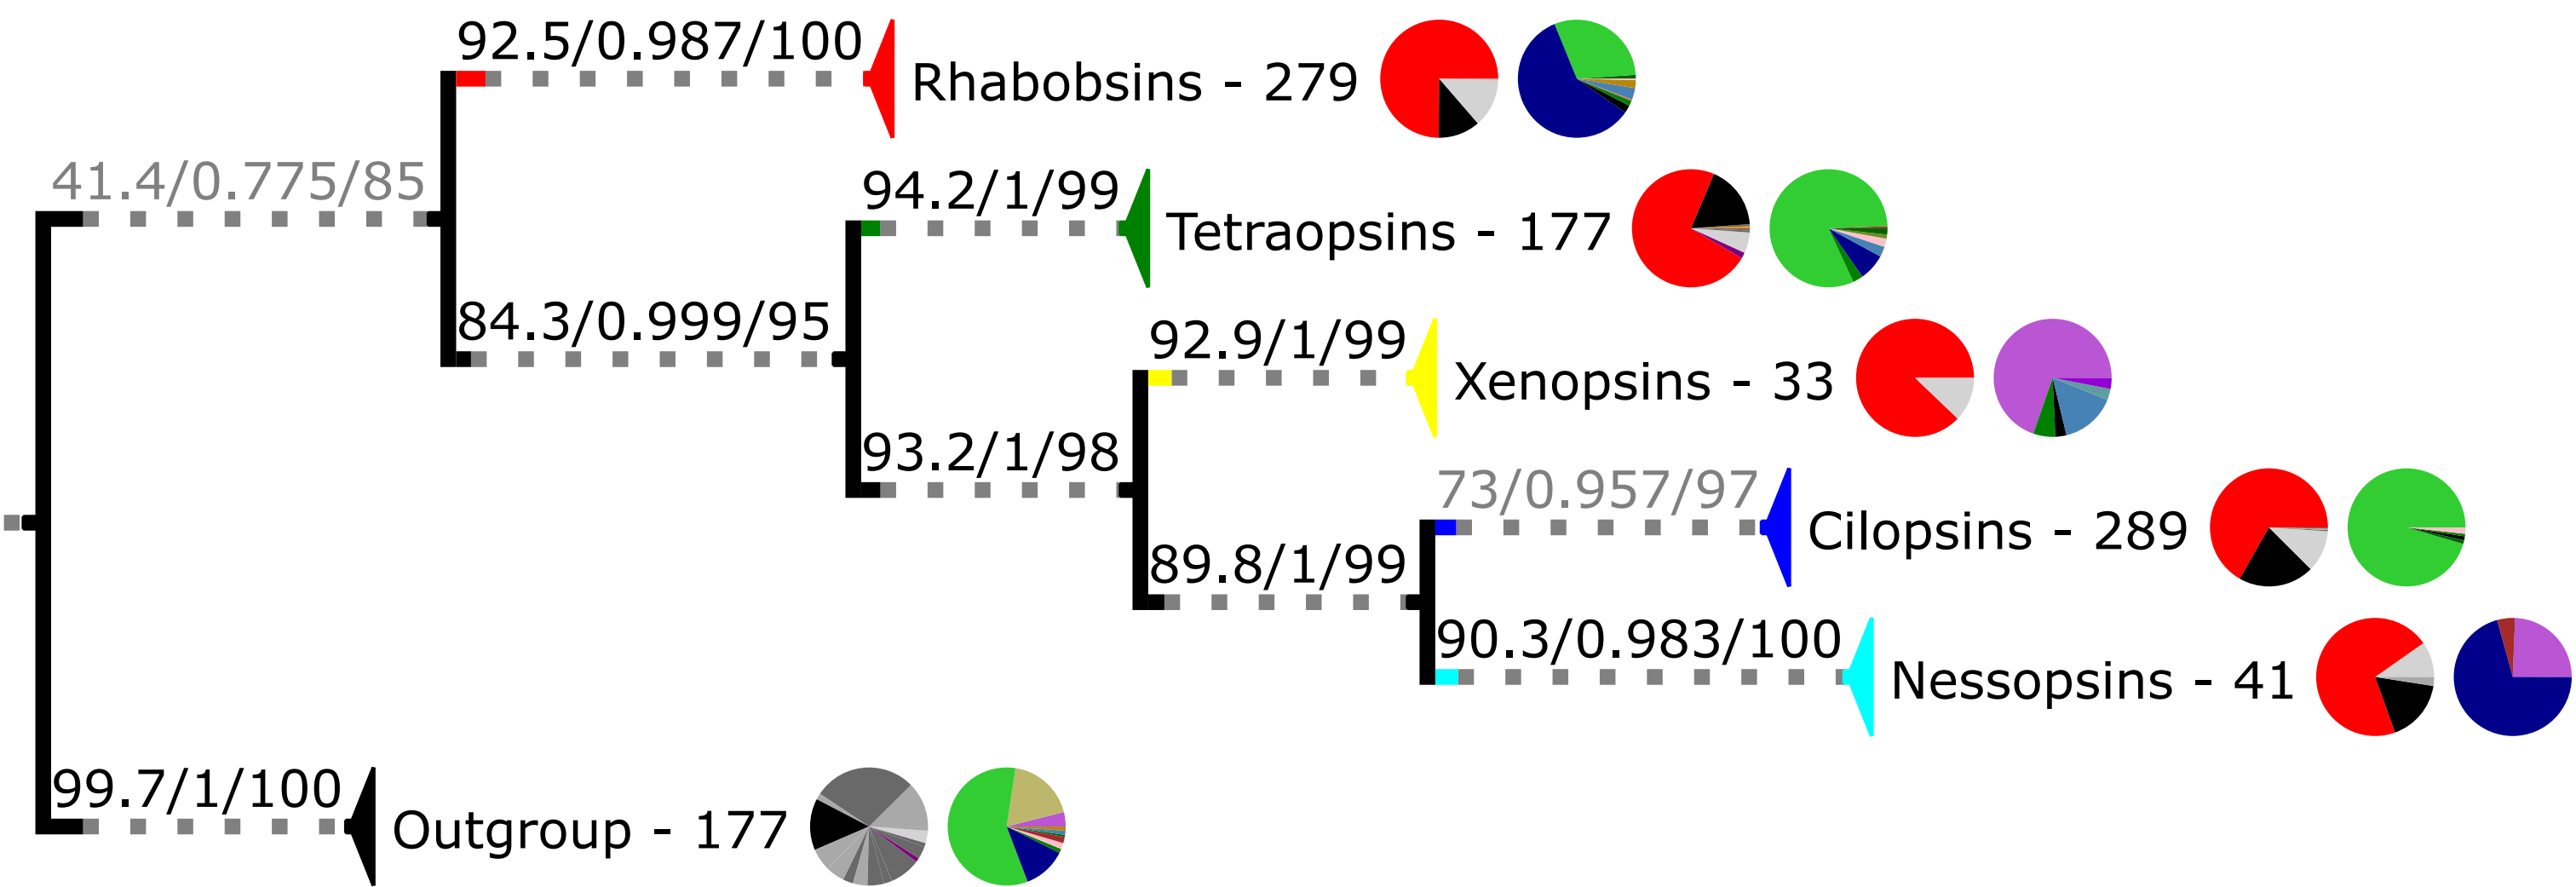 92.5/0.987/100
Rhabobsins - 279
41.4/0.775/85
94.2/1/99
Tetraopsins - 177
84.3/0.999/95
92.9/1/99
Xenopsins - 33
93.2/1/98
73/0.957/97
Cilopsins - 289
89.8/1/99
90.3/0.983/100
Nessopsins - 41
99.7/1/100
Outgroup - 177